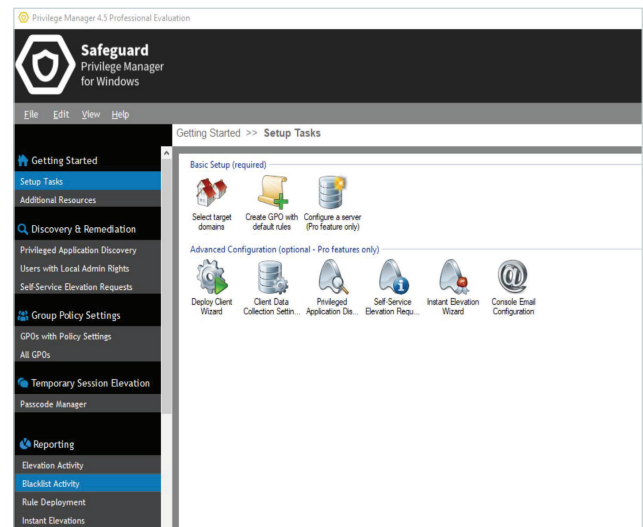 Privilege Manager 4.5 Professional Evaluation
Safeguard
Privilege Manager
for Windows
File Edit View Help
Getting Started >> Setup Tasks
Getting Started
Setup Tasks
Additional Resources
Discovery & Remediation
Privileged Application Discovery
Users with Local Admin Rights
Self-Service Elevation Requests
Group Policy Settings
GPOs with Policy Settings
All GPOs
Temporary Session Elevation
Passcode Manager
Reporting
Elevation Activity
Blacklist Activity
Rule Deployment
Instant Elevations
Basic Setup (required)
Select target domains
Create GPO with default rules
Configure a server (Pro feature only)
Advanced Configuration (optional - Pro features only)
Deploy Client Wizard
Client Data Collection Settin...
Privileged Application Dis...
Self-Service Elevation Requ...
Instant Elevation Wizard
Console Email Configuration